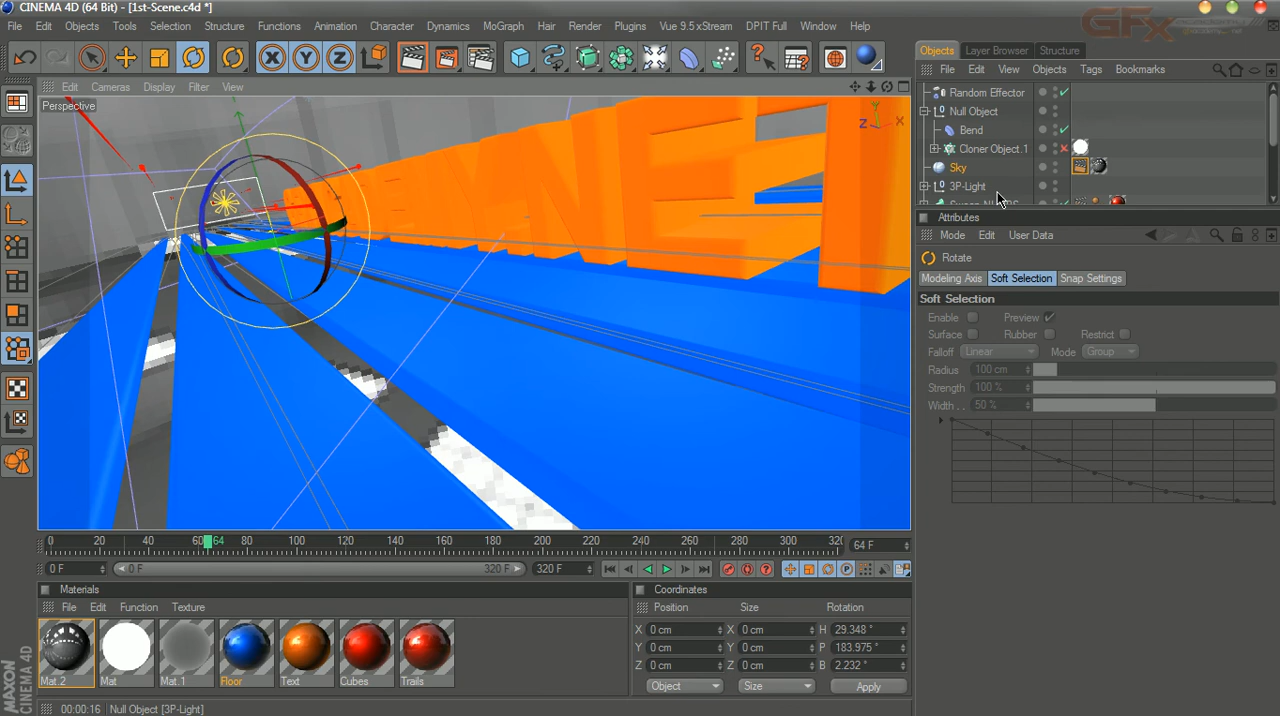 CINEMA 4D (64 Bit) - [1st-Scene.c4d *]
File Edit Objects Tools Selection Structure Functions Animation Character Dynamics MoGraph Hair Render Plugins Vue 9.5 xStream DPIT Full Window Help
GFx academy
X Y Z
Objects Layer Browser Structure
File Edit View Objects Tags Bookmarks
Edit Cameras Display Filter View
Perspective
Y
Z X
Random Effector
Null Object
Bend
Cloner Object.1
Sky
3P-Light
Attributes
Mode Edit User Data
Rotate
Modeling Axis Soft Selection Snap Settings
Soft Selection
Enable Preview
Surface Rubber Restrict
Falloff Linear Mode Group
Radius 100 cm
Strength 100 %
Width . . 50 %
0 20 40 60 64 80 100 120 140 160 180 200 220 240 260 280 300 32( 64 F
0 F 0 F 320 F 320 F
Materials
File Edit Function Texture
Mat.2 Mat Mat.1 Floor Text Cubes Trails
Coordinates
Position Size Rotation
X 0 cm X 0 cm H 29.348 °
Y 0 cm Y 0 cm P 183.975 °
Z 0 cm Z 0 cm B 2.232 °
Object Size Apply
MAXON
CINEMA 4D
00:00:16 Null Object [3P-Light]